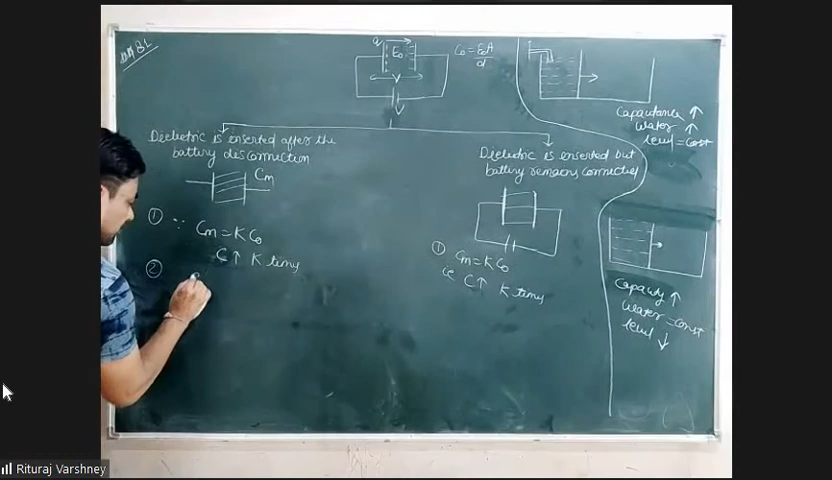 q
E₀
V
V
C₀ = ε₀A/d
Capacitance ↑
Water ↑
level = const
Dielectric is inserted after the
battery disconnection
Cm
① ∵ Cm = K C₀
C ↑ K times
②
Dielectric is inserted but
battery remains connected
① Cm = K C₀
ie C ↑ K times
Capacity ↑
Water = const
level ↓
Rituraj Varshney